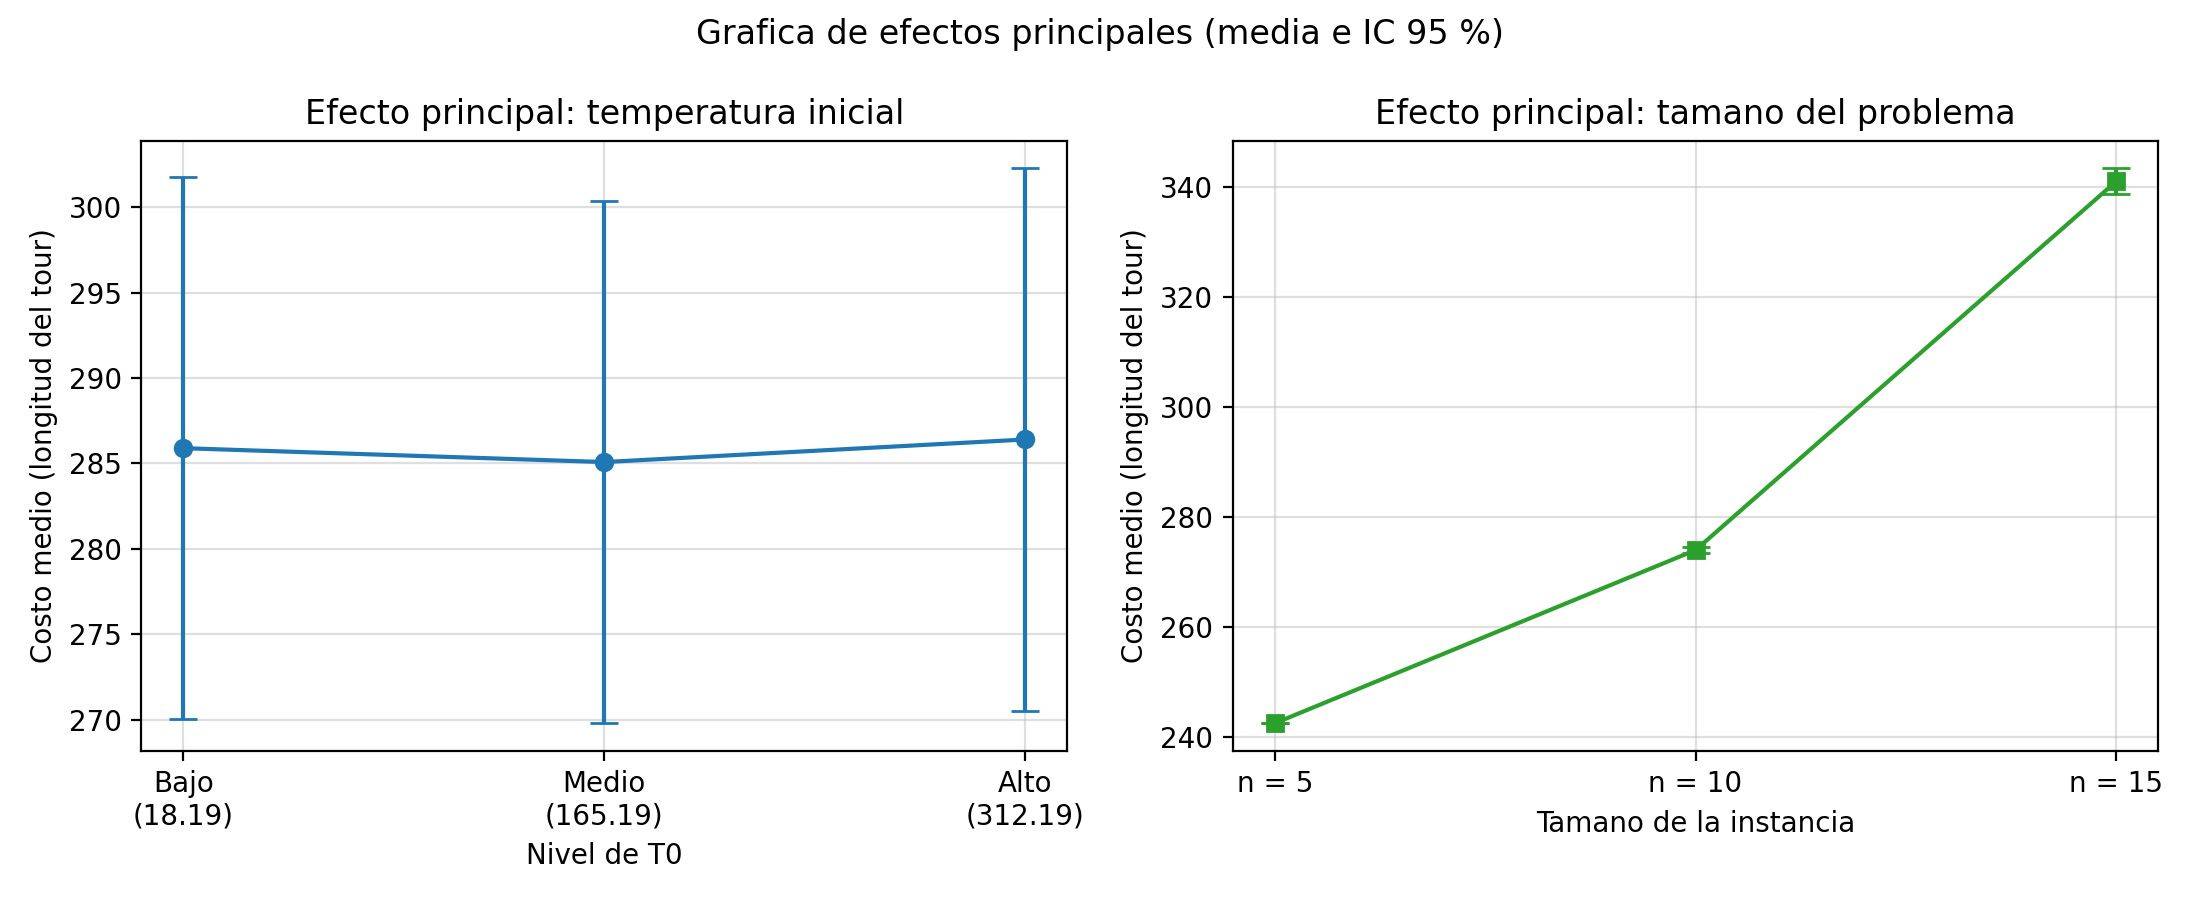 Grafica de efectos principales (media e IC 95 %)
Efecto principal: temperatura inicial
Costo medio (longitud del tour)
300
295
290
285
280
275
270
Bajo
(18.19)
Medio
(165.19)
Alto
(312.19)
Nivel de T0
Efecto principal: tamano del problema
Costo medio (longitud del tour)
340
320
300
280
260
240
n = 5
n = 10
n = 15
Tamano de la instancia